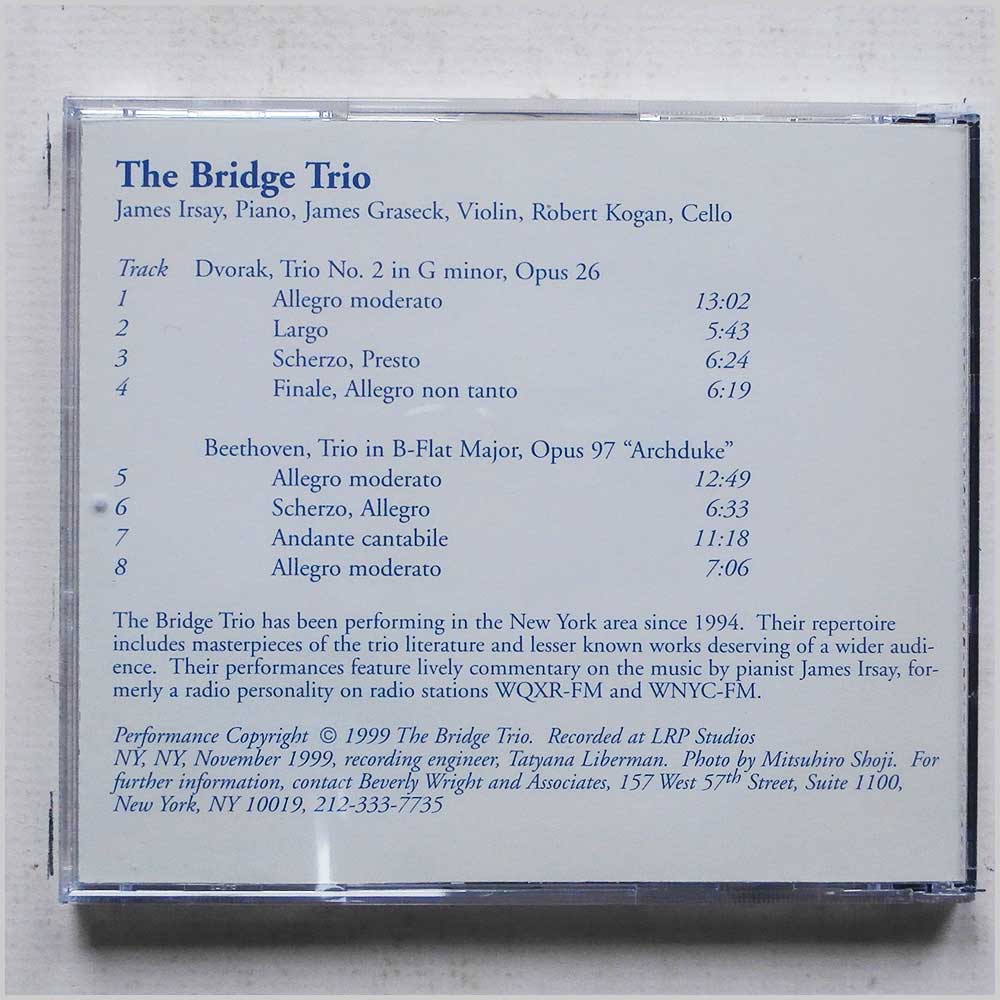 The Bridge Trio
James Irsay, Piano, James Graseck, Violin, Robert Kogan, Cello
Track Dvorak, Trio No. 2 in G minor, Opus 26
1 Allegro moderato 13:02
2 Largo 5:43
3 Scherzo, Presto 6:24
4 Finale, Allegro non tanto 6:19
Beethoven, Trio in B-Flat Major, Opus 97 “Archduke”
5 Allegro moderato 12:49
6 Scherzo, Allegro 6:33
7 Andante cantabile 11:18
8 Allegro moderato 7:06
The Bridge Trio has been performing in the New York area since 1994. Their repertoire
includes masterpieces of the trio literature and lesser known works deserving of a wider audi-
ence. Their performances feature lively commentary on the music by pianist James Irsay, for-
merly a radio personality on radio stations WQXR-FM and WNYC-FM.
Performance Copyright © 1999 The Bridge Trio. Recorded at LRP Studios
NY, NY, November 1999, recording engineer, Tatyana Liberman. Photo by Mitsuhiro Shoji. For
further information, contact Beverly Wright and Associates, 157 West 57th Street, Suite 1100,
New York, NY 10019, 212-333-7735